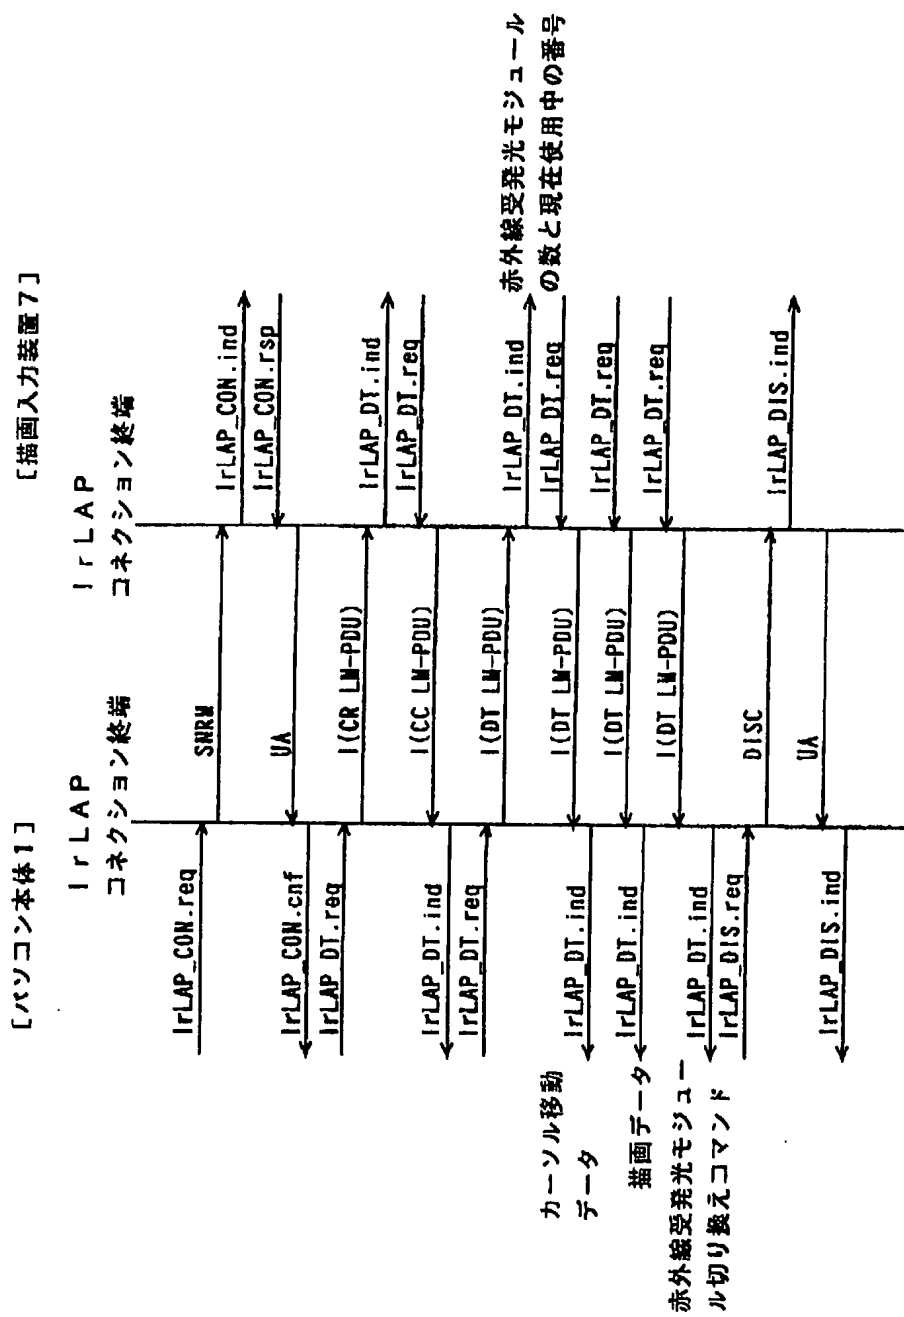 [パソコン本体1]
[描画入力装置7]
IrLAP
コネクション終端
IrLAP
コネクション終端
IrLAP_CON.req
SNRM
IrLAP_CON.ind
IrLAP_CON.rsp
UA
IrLAP_CON.cnf
IrLAP_DT.req
I(CR LM-PDU)
IrLAP_DT.ind
IrLAP_DT.req
I(CC LM-PDU)
IrLAP_DT.ind
IrLAP_DT.req
I(DT LM-PDU)
IrLAP_DT.ind
赤外線受発光モジュール
の数と現在使用中の番号
IrLAP_DT.req
I(DT LM-PDU)
IrLAP_DT.ind
カーソル移動
データ
IrLAP_DT.req
I(DT LM-PDU)
IrLAP_DT.ind
描画データ
IrLAP_DT.req
I(DT LM-PDU)
IrLAP_DT.ind
赤外線受発光モジュー
ル切り換えコマンド
IrLAP_DIS.req
DISC
IrLAP_DIS.ind
UA
IrLAP_DIS.ind